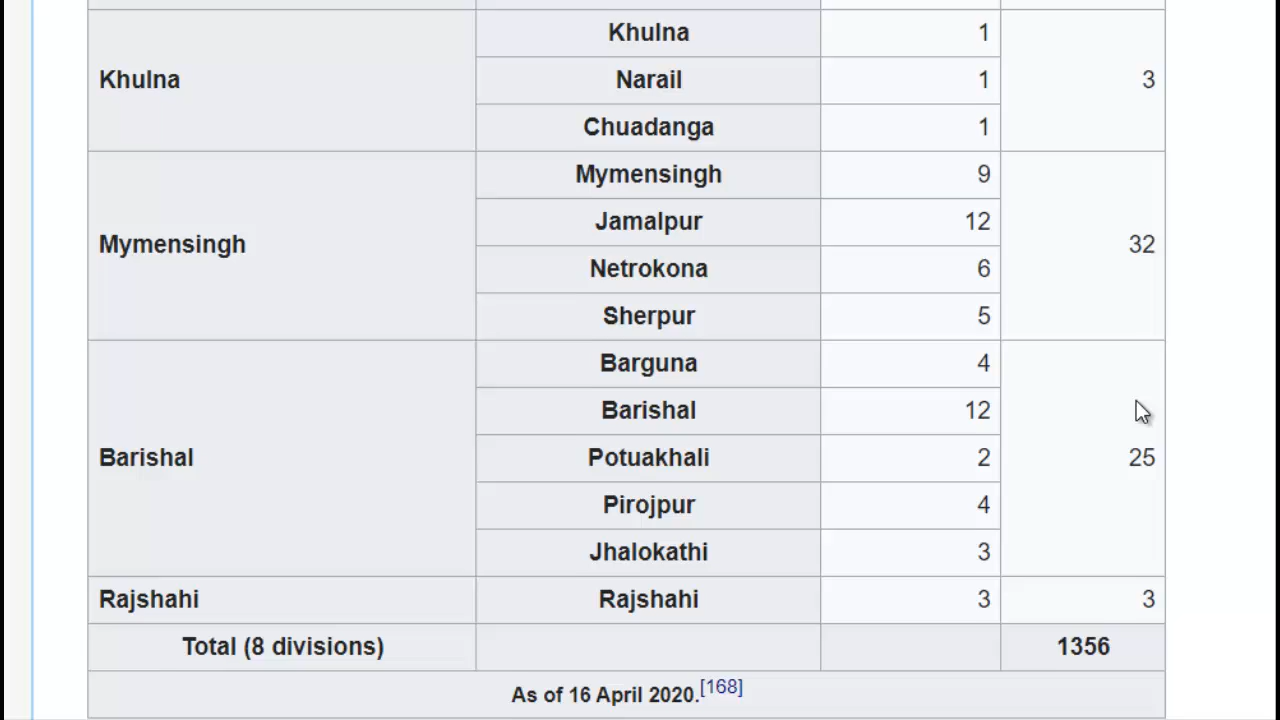 Khulna 1
Khulna Narail 1 3
Chuadanga 1
Mymensingh 9
Jamalpur 12
Mymensingh 32
Netrokona 6
Sherpur 5
Barguna 4
Barishal 12
Barishal Potuakhali 2 25
Pirojpur 4
Jhalokathi 3
Rajshahi Rajshahi 3 3
Total (8 divisions) 1356
As of 16 April 2020.[168]